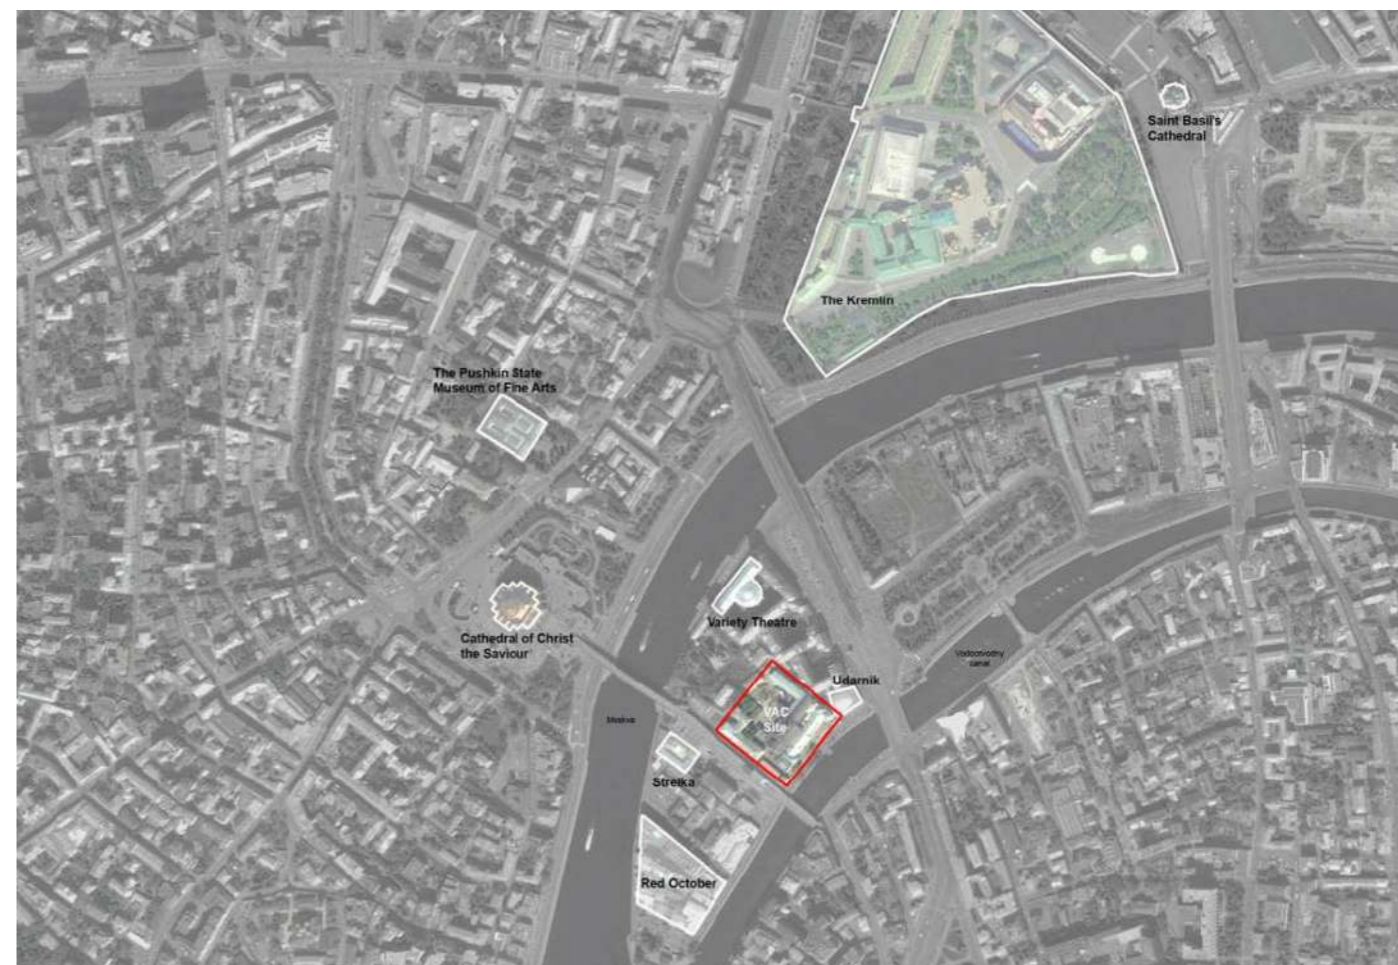 Saint Basil's
Cathedral
The Kremlin
The Pushkin State
Museum of Fine Arts
Variety Theatre
Cathedral of Christ
the Saviour
Vodootvodny
canal
Udarnik
VAC
Site
Moskva
Strelka
Red October